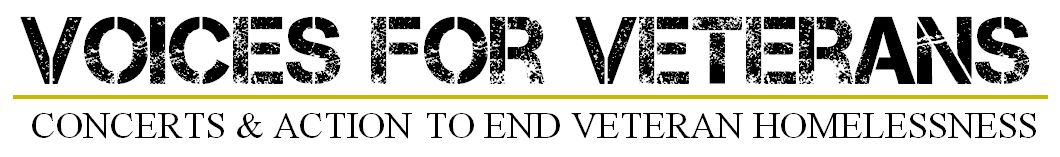 VOICES FOR VETERANS
CONCERTS & ACTION TO END VETERAN HOMELESSNESS